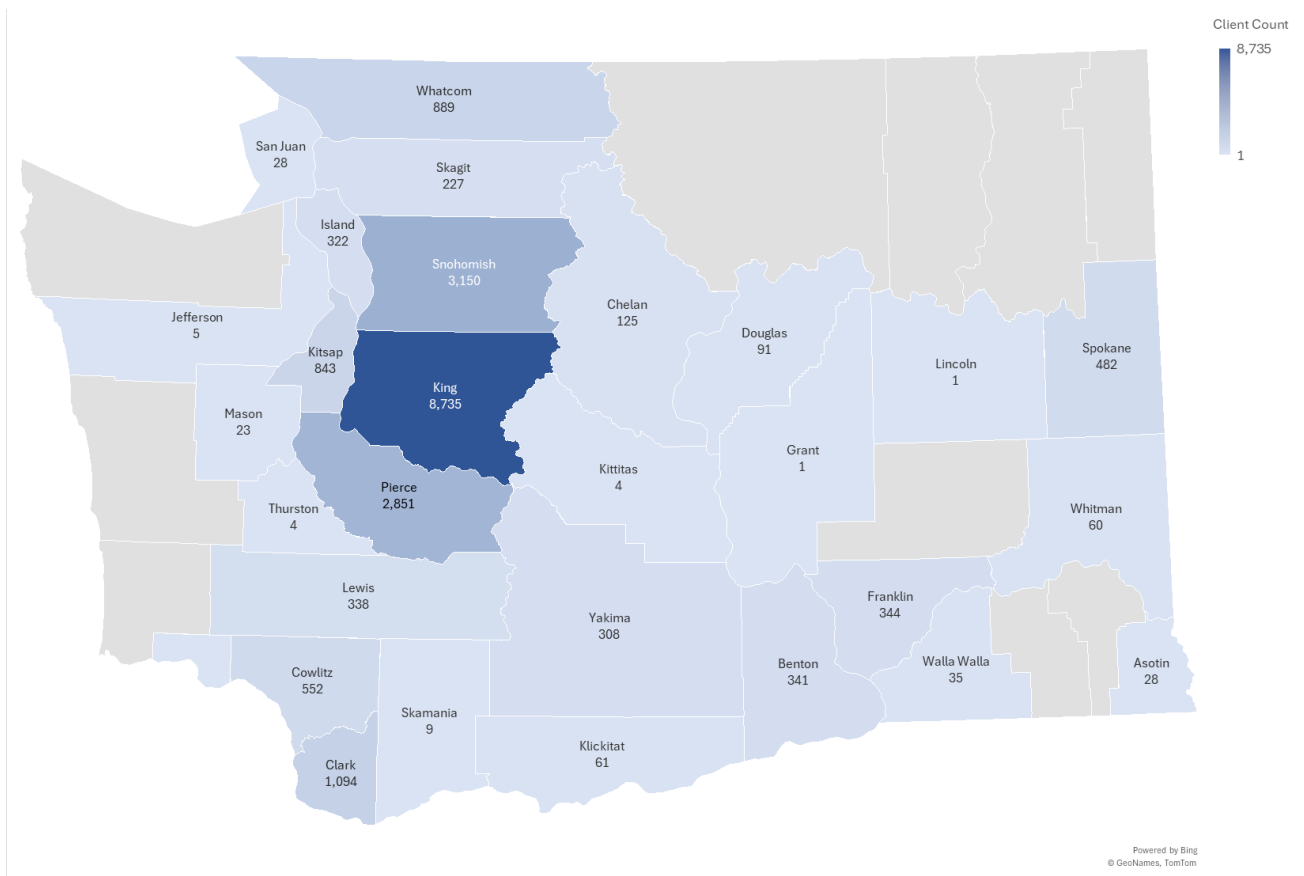 Client Count
8,735
1
Whatcom
889
San Juan
28
Skagit
227
Island
322
Snohomish
3,150
Chelan
125
Jefferson
5
Kitsap
843
Douglas
91
Lincoln
1
Spokane
482
King
8,735
Mason
23
Grant
1
Kittitas
4
Pierce
2,851
Thurston
4
Whitman
60
Lewis
338
Yakima
308
Franklin
344
Benton
341
Walla Walla
35
Asotin
28
Cowlitz
552
Skamania
9
Klickitat
61
Clark
1,094
Powered by Bing
© GeoNames, TomTom